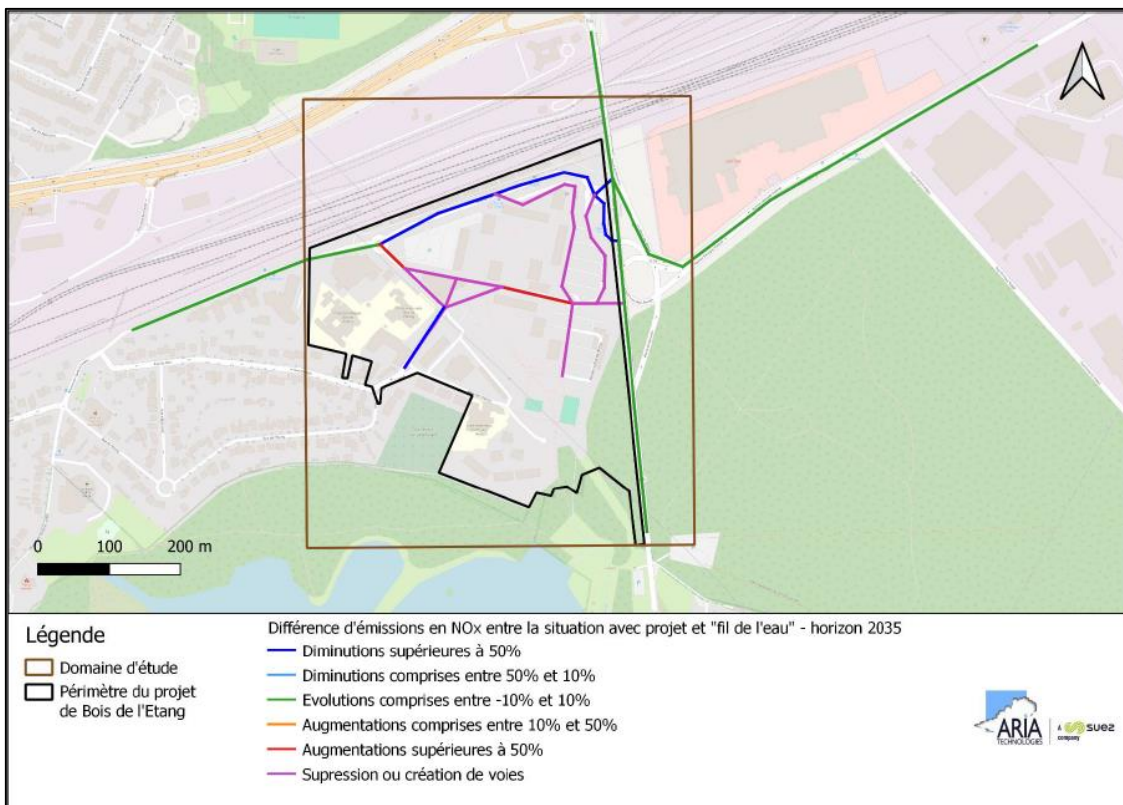 0 100 200 m
Légende
Domaine d'étude
Périmètre du projet
de Bois de l'Etang
Différence d'émissions en NOx entre la situation avec projet et "fil de l'eau" - horizon 2035
Diminutions supérieures à 50%
Diminutions comprises entre 50% et 10%
Evolutions comprises entre -10% et 10%
Augmentations comprises entre 10% et 50%
Augmentations supérieures à 50%
Supression ou création de voies
ARIA
TECHNOLOGIES
A
suez
company